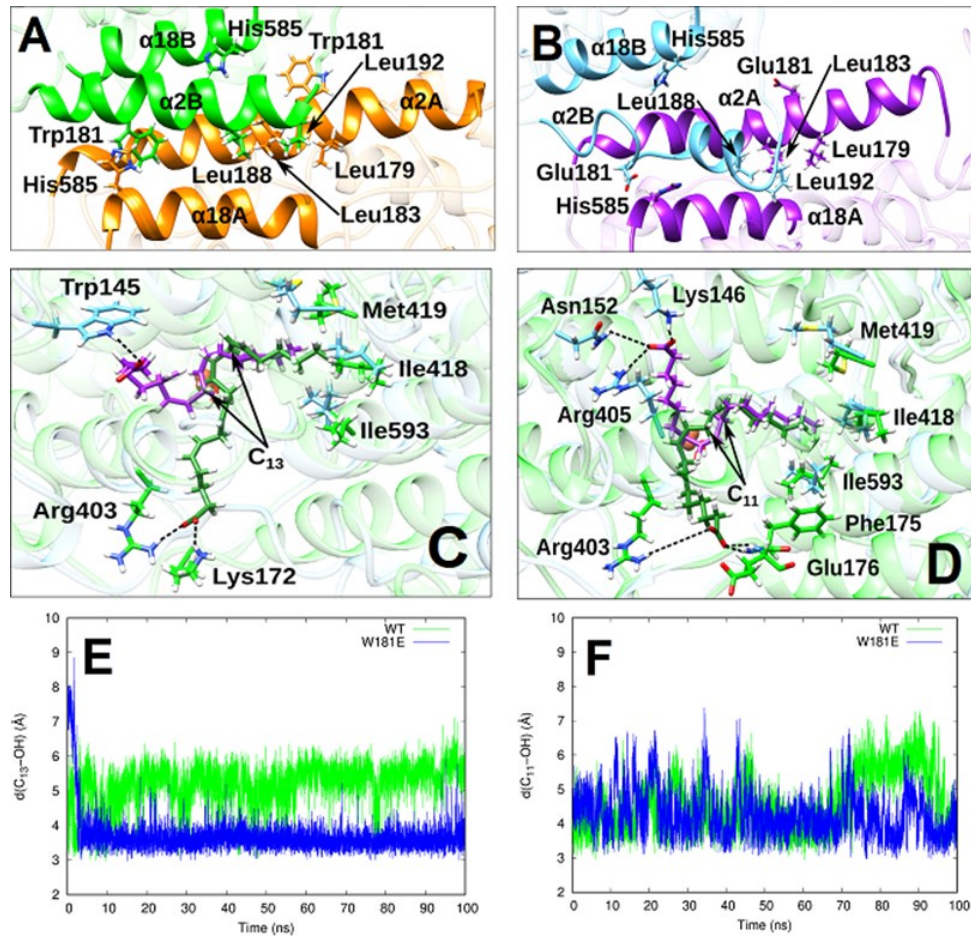 A
α18B
His585
Trp181
Leu192
α2B
α2A
Trp181
His585
Leu188
Leu179
Leu183
α18A
B
α18B
His585
Glu181
Leu183
α2B
Leu188
α2A
Glu181
Leu179
His585
Leu192
α18A
Trp145
Met419
Ile418
Ile593
C13
Arg403
Lys172
C
Asn152
Lys146
Met419
Arg405
Ile418
C11
Ile593
Phe175
Arg403
Glu176
D
E
WT
W181E
d(C13-OH) (Å)
10
9
8
7
6
5
4
3
2
0 10 20 30 40 50 60 70 80 90 100
Time (ns)
F
WT
W181E
d(C11-OH) (Å)
10
9
8
7
6
5
4
3
2
0 10 20 30 40 50 60 70 80 90 100
Time (ns)